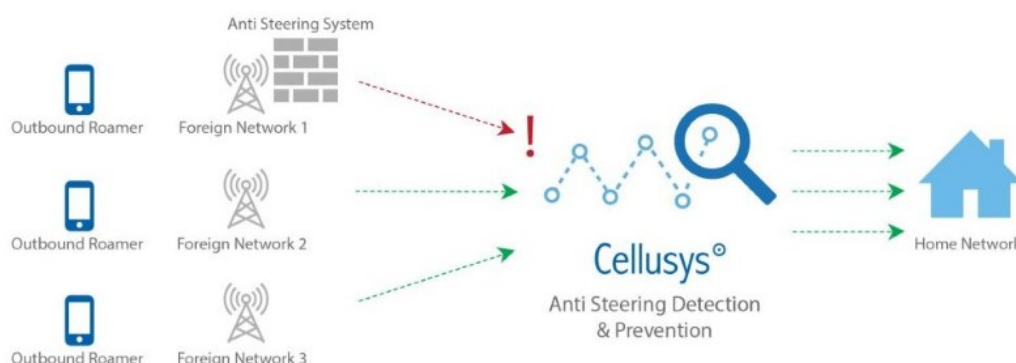 Anti Steering System
Outbound Roamer
Foreign Network 1
!
Outbound Roamer
Foreign Network 2
Home Network
Cellusys
Anti Steering Detection
& Prevention
Outbound Roamer
Foreign Network 3